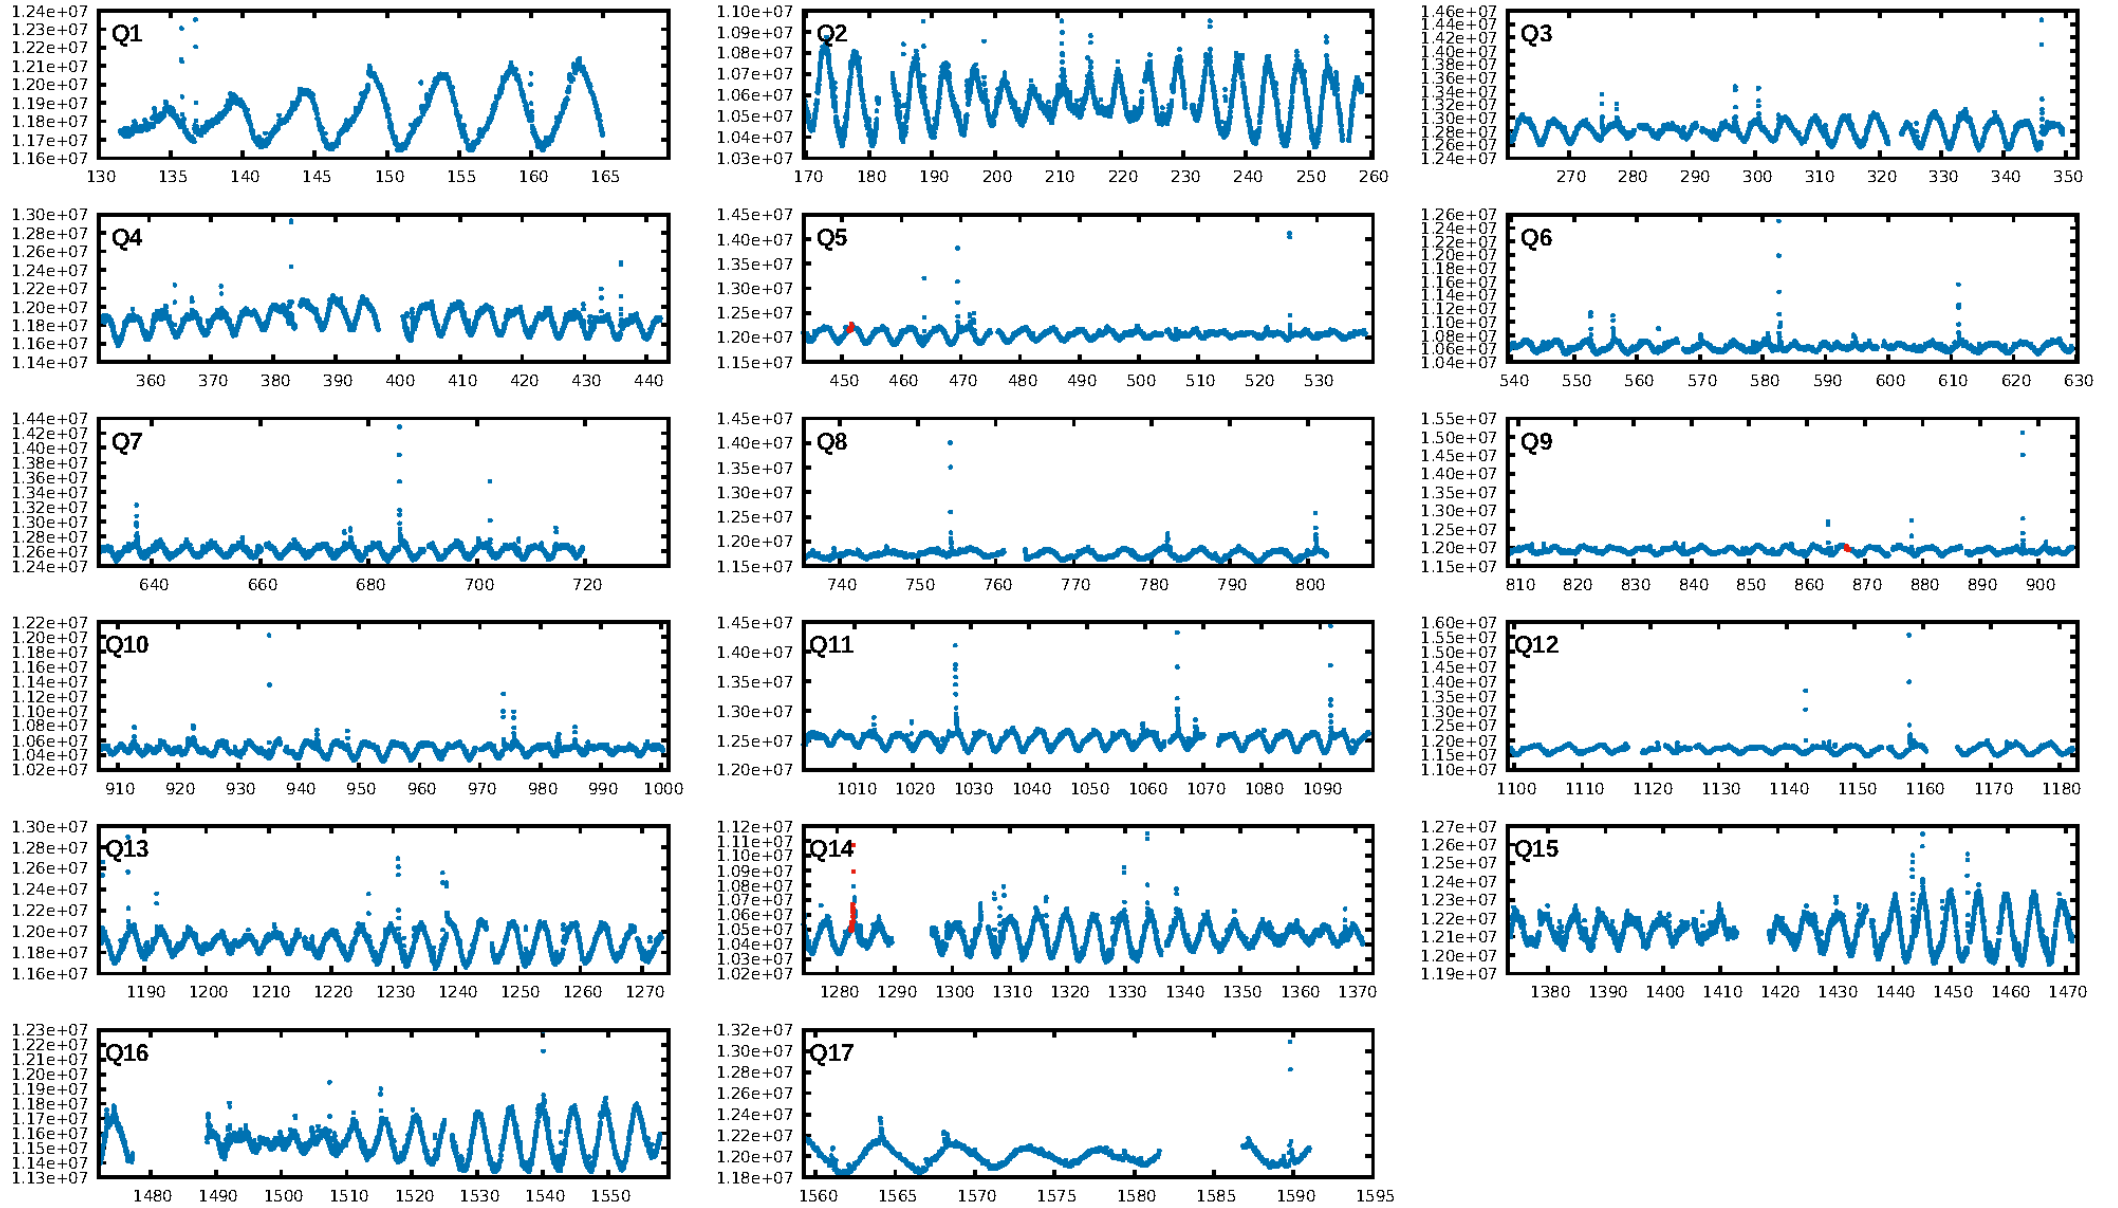 1.24e+07
1.23e+07
1.22e+07
1.21e+07
1.20e+07
1.19e+07
1.18e+07
1.17e+07
1.16e+07
Q1
130 135 140 145 150 155 160 165
1.10e+07
1.09e+07
1.08e+07
1.07e+07
1.06e+07
1.05e+07
1.04e+07
1.03e+07
Q2
170 180 190 200 210 220 230 240 250 260
1.46e+07
1.44e+07
1.42e+07
1.40e+07
1.38e+07
1.36e+07
1.34e+07
1.32e+07
1.30e+07
1.28e+07
1.26e+07
1.24e+07
Q3
270 280 290 300 310 320 330 340 350
1.30e+07
1.28e+07
1.26e+07
1.24e+07
1.22e+07
1.20e+07
1.18e+07
1.16e+07
1.14e+07
Q4
360 370 380 390 400 410 420 430 440
1.45e+07
1.40e+07
1.35e+07
1.30e+07
1.25e+07
1.20e+07
1.15e+07
Q5
450 460 470 480 490 500 510 520 530
1.26e+07
1.24e+07
1.22e+07
1.20e+07
1.18e+07
1.16e+07
1.14e+07
1.12e+07
1.10e+07
1.08e+07
1.06e+07
1.04e+07
Q6
540 550 560 570 580 590 600 610 620 630
1.44e+07
1.42e+07
1.40e+07
1.38e+07
1.36e+07
1.34e+07
1.32e+07
1.30e+07
1.28e+07
1.26e+07
1.24e+07
Q7
640 660 680 700 720
1.45e+07
1.40e+07
1.35e+07
1.30e+07
1.25e+07
1.20e+07
1.15e+07
Q8
740 750 760 770 780 790 800
1.55e+07
1.50e+07
1.45e+07
1.40e+07
1.35e+07
1.30e+07
1.25e+07
1.20e+07
1.15e+07
Q9
810 820 830 840 850 860 870 880 890 900
1.22e+07
1.20e+07
1.18e+07
1.16e+07
1.14e+07
1.12e+07
1.10e+07
1.08e+07
1.06e+07
1.04e+07
1.02e+07
Q10
910 920 930 940 950 960 970 980 990 1000
1.45e+07
1.40e+07
1.35e+07
1.30e+07
1.25e+07
1.20e+07
Q11
1010 1020 1030 1040 1050 1060 1070 1080 1090
1.60e+07
1.55e+07
1.50e+07
1.45e+07
1.40e+07
1.35e+07
1.30e+07
1.25e+07
1.20e+07
1.15e+07
1.10e+07
Q12
1100 1110 1120 1130 1140 1150 1160 1170 1180
1.30e+07
1.28e+07
1.26e+07
1.24e+07
1.22e+07
1.20e+07
1.18e+07
1.16e+07
Q13
1190 1200 1210 1220 1230 1240 1250 1260 1270
1.12e+07
1.11e+07
1.10e+07
1.09e+07
1.08e+07
1.07e+07
1.06e+07
1.05e+07
1.04e+07
1.03e+07
1.02e+07
Q14
1280 1290 1300 1310 1320 1330 1340 1350 1360 1370
1.27e+07
1.26e+07
1.25e+07
1.24e+07
1.23e+07
1.22e+07
1.21e+07
1.20e+07
1.19e+07
Q15
1380 1390 1400 1410 1420 1430 1440 1450 1460 1470
1.23e+07
1.22e+07
1.21e+07
1.20e+07
1.19e+07
1.18e+07
1.17e+07
1.16e+07
1.15e+07
1.14e+07
1.13e+07
Q16
1480 1490 1500 1510 1520 1530 1540 1550
1.32e+07
1.30e+07
1.28e+07
1.26e+07
1.24e+07
1.22e+07
1.20e+07
1.18e+07
Q17
1560 1565 1570 1575 1580 1585 1590 1595